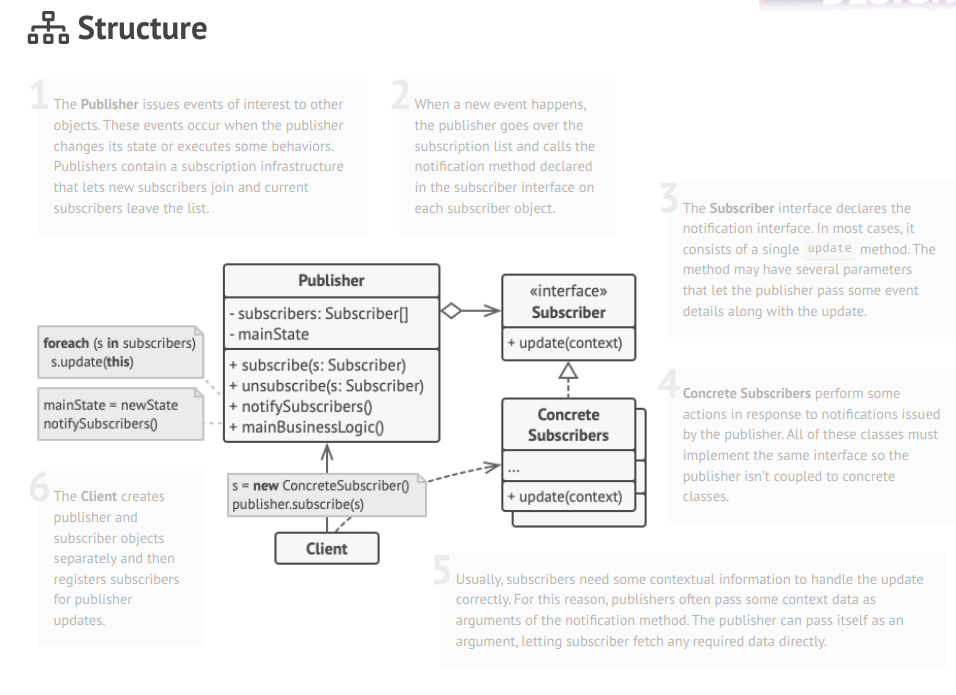 Structure
1
The Publisher issues events of interest to other
objects. These events occur when the publisher
changes its state or executes some behaviors.
Publishers contain a subscription infrastructure
that lets new subscribers join and current
subscribers leave the list.
2
When a new event happens,
the publisher goes over the
subscription list and calls the
notification method declared
in the subscriber interface on
each subscriber object.
3
The Subscriber interface declares the
notification interface. In most cases, it
consists of a single update method. The
method may have several parameters
that let the publisher pass some event
details along with the update.
Publisher
- subscribers: Subscriber[]
- mainState
+ subscribe(s: Subscriber)
+ unsubscribe(s: Subscriber)
+ notifySubscribers()
+ mainBusinessLogic()
«interface»
Subscriber
+ update(context)
foreach (s in subscribers)
s.update(this)
mainState = newState
notifySubscribers()
4
Concrete Subscribers perform some
actions in response to notifications issued
by the publisher. All of these classes must
implement the same interface so the
publisher isn't coupled to concrete
classes.
Concrete
Subscribers
...
+ update(context)
s = new ConcreteSubscriber()
publisher.subscribe(s)
Client
6
The Client creates
publisher and
subscriber objects
separately and then
registers subscribers
for publisher
updates.
5
Usually, subscribers need some contextual information to handle the update
correctly. For this reason, publishers often pass some context data as
arguments of the notification method. The publisher can pass itself as an
argument, letting subscriber fetch any required data directly.